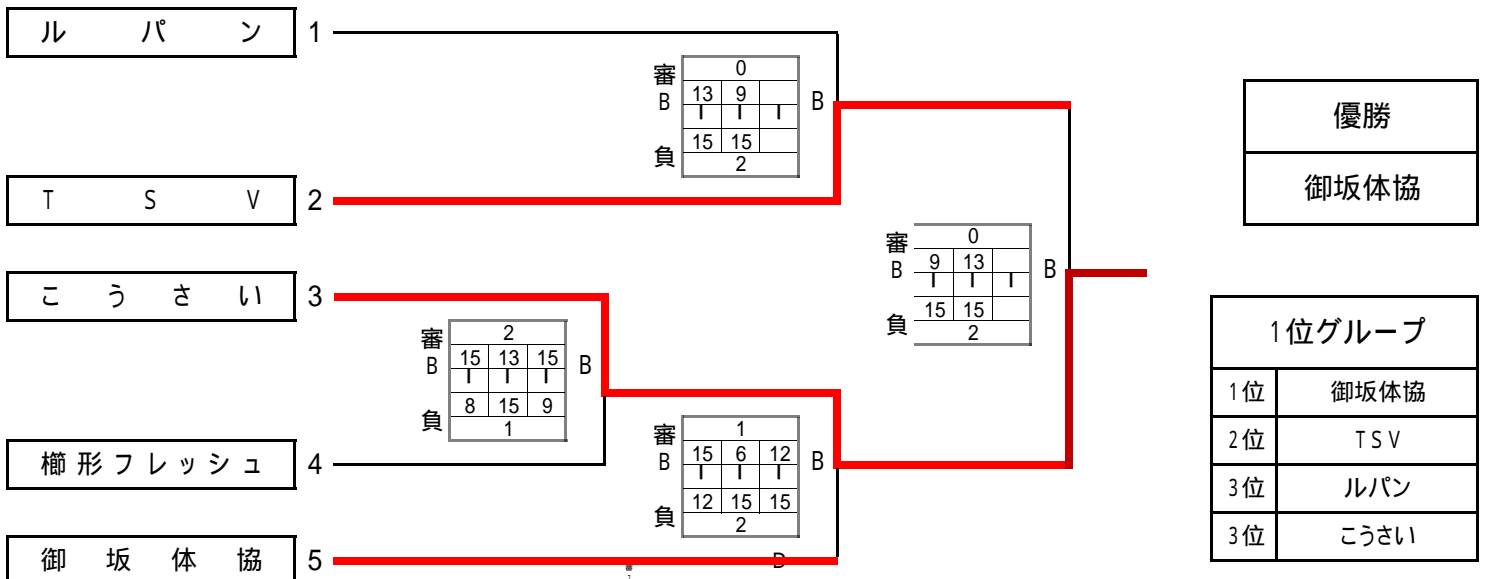 ル パ ン 1
審 0
B 13 9 B
15 15
負 2
優勝
御坂体協
T S V 2
審 0
B 9 13 B
15 15
負 2
こ う さ い 3
審 2
B 15 13 15 B
8 15 9
負 1
1位グループ
1位 御坂体協
2位 TSV
3位 ルパン
3位 こうさい
櫛形フレッシュ 4
審 1
B 15 6 12 B
12 15 15
負 2
御 坂 体 協 5